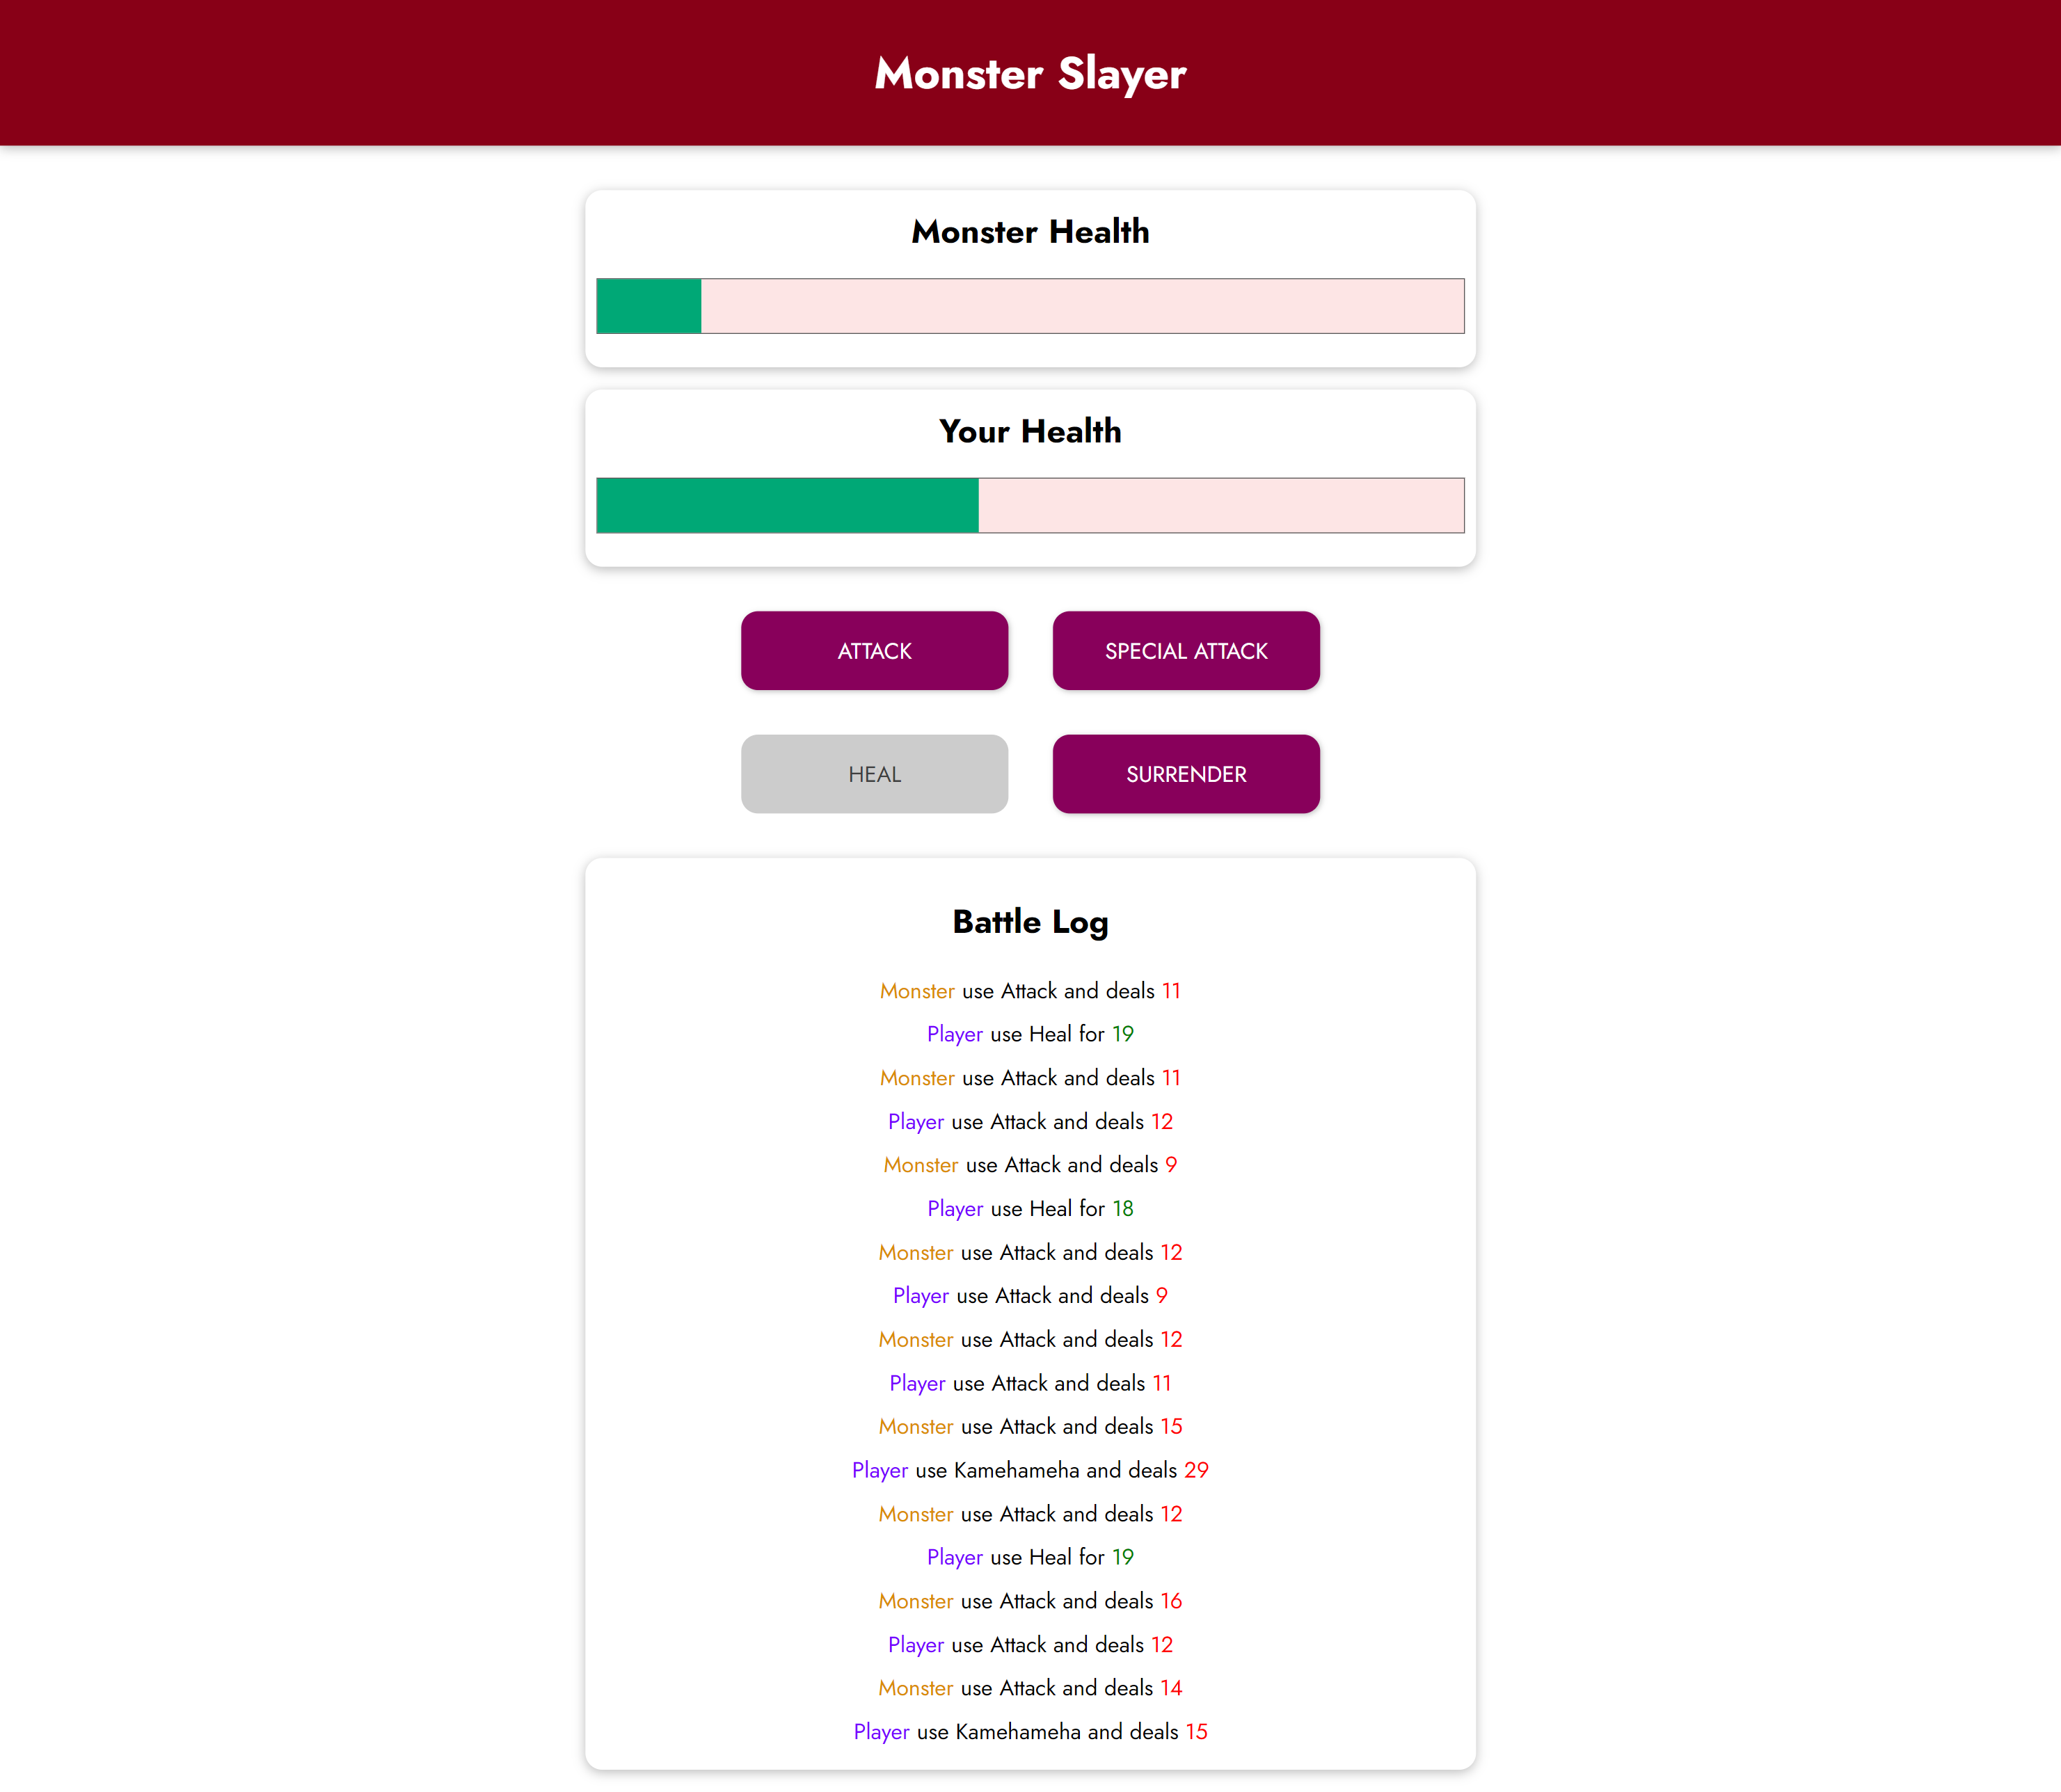 Monster Slayer
Monster Health
Your Health
ATTACK
SPECIAL ATTACK
HEAL
SURRENDER
Battle Log
Monster use Attack and deals 11
Player use Heal for 19
Monster use Attack and deals 11
Player use Attack and deals 12
Monster use Attack and deals 9
Player use Heal for 18
Monster use Attack and deals 12
Player use Attack and deals 9
Monster use Attack and deals 12
Player use Attack and deals 11
Monster use Attack and deals 15
Player use Kamehameha and deals 29
Monster use Attack and deals 12
Player use Heal for 19
Monster use Attack and deals 16
Player use Attack and deals 12
Monster use Attack and deals 14
Player use Kamehameha and deals 15